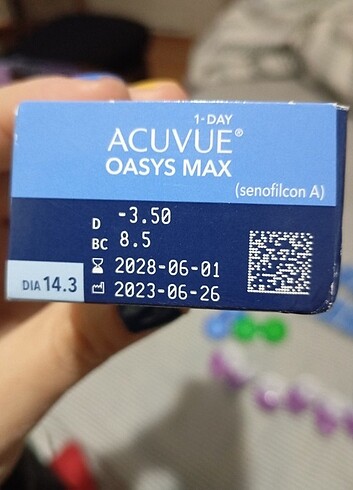 1-DAY
ACUVUE®
OASYS MAX
(senofilcon A)
D -3.50
BC 8.5
2028-06-01
DIA 14.3
2023-06-26